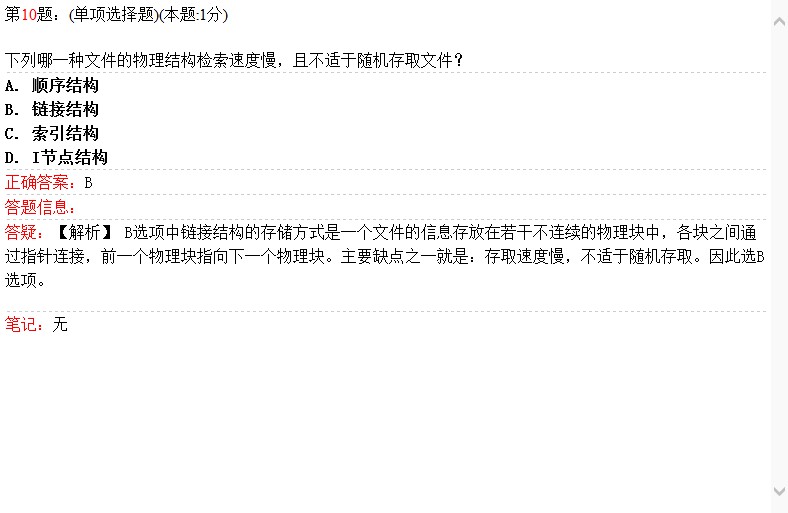 第10题：(单项选择题)(本题:1分)
下列哪一种文件的物理结构检索速度慢，且不适于随机存取文件？
A. 顺序结构
B. 链接结构
C. 索引结构
D. I节点结构
正确答案：B
答题信息：
答疑：【解析】 B选项中链接结构的存储方式是一个文件的信息存放在若干不连续的物理块中，各块之间通
过指针连接，前一个物理块指向下一个物理块。主要缺点之一就是：存取速度慢，不适于随机存取。因此选B
选项。
笔记：无